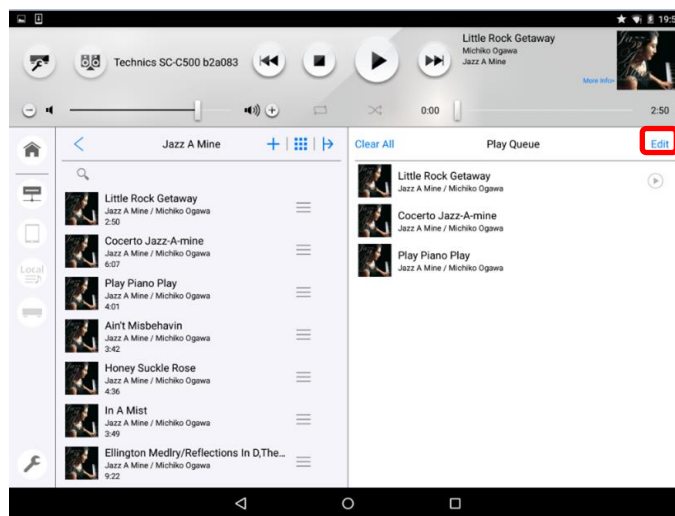 19:5
Technics SC-C500 b2a083
Little Rock Getaway
Michiko Ogawa
Jazz A Mine
More Info>
0:00
2:50
Jazz A Mine
Clear All
Play Queue
Edit
Little Rock Getaway
Jazz A Mine / Michiko Ogawa
2:50
Cocerto Jazz-A-mine
Jazz A Mine / Michiko Ogawa
6:07
Play Piano Play
Jazz A Mine / Michiko Ogawa
4:01
Ain't Misbehavin
Jazz A Mine / Michiko Ogawa
3:42
Honey Suckle Rose
Jazz A Mine / Michiko Ogawa
4:36
In A Mist
Jazz A Mine / Michiko Ogawa
3:49
Ellington Medlry/Reflections In D,The...
Jazz A Mine / Michiko Ogawa
9:22
Little Rock Getaway
Jazz A Mine / Michiko Ogawa
Cocerto Jazz-A-mine
Jazz A Mine / Michiko Ogawa
Play Piano Play
Jazz A Mine / Michiko Ogawa
Local